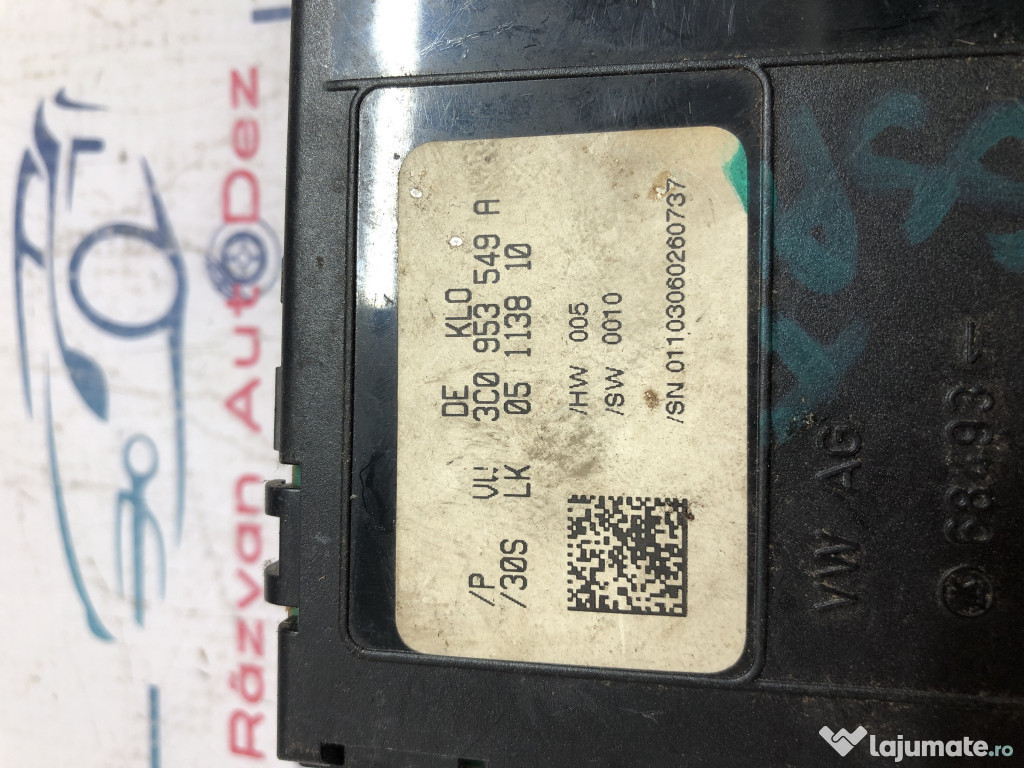 Răzvan AutoDez
DE KLO
/P VW 3C0 953 549 A
/30S LK 05 1138 10
/HW 005
/SW 0010
/SN 01103060260737
VW AG
68493
lajumate.ro